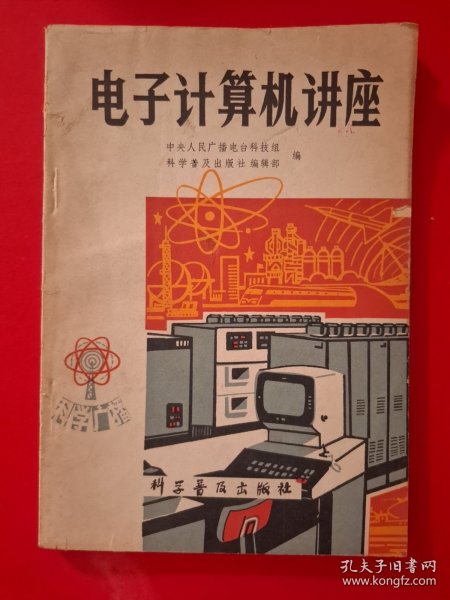 电子计算机讲座
中央人民广播电台科技组
科学普及出版社编辑部
编
科学广播
科学普及出版社
孔夫子旧书网
www.kongfz.com